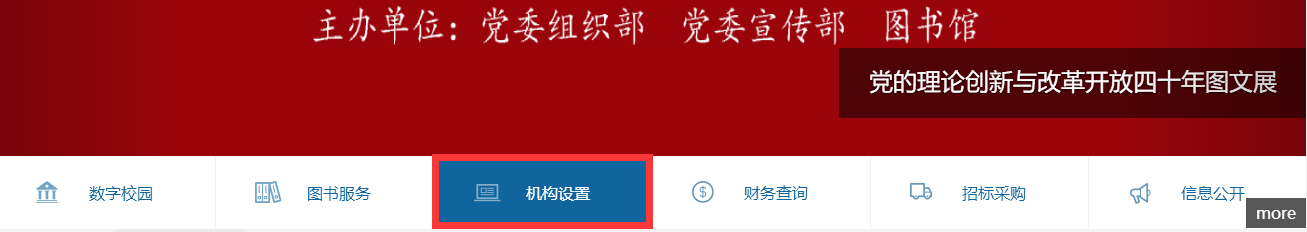 主办单位：党委组织部 党委宣传部 图书馆
党的理论创新与改革开放四十年图文展
数字校园 图书服务 机构设置 财务查询 招标采购 信息公开
more